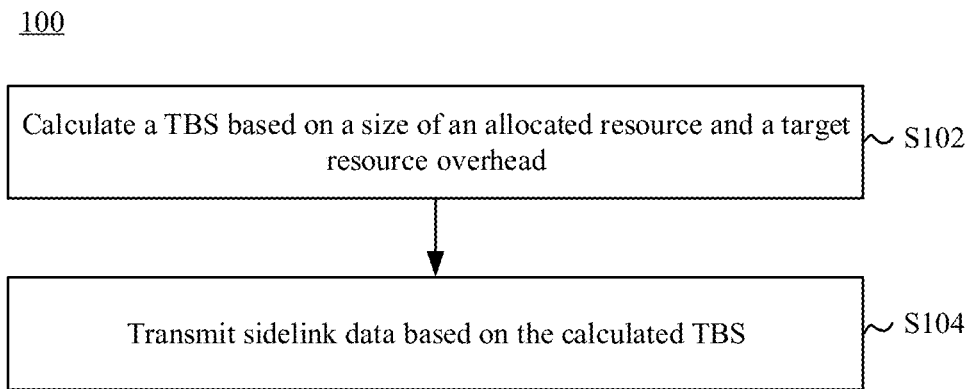 100
Calculate a TBS based on a size of an allocated resource and a target
resource overhead
S102
Transmit sidelink data based on the calculated TBS
S104